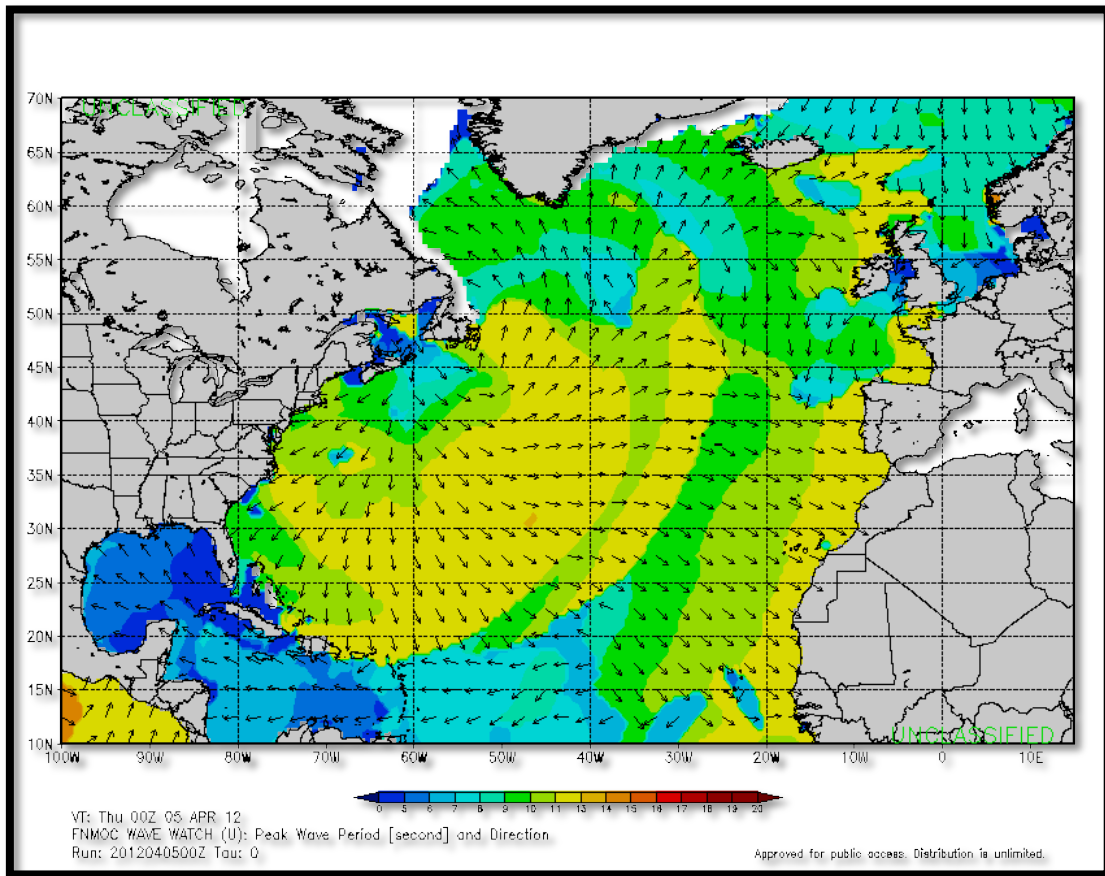 UNCLASSIFIED
70N
65N
60N
55N
50N
45N
40N
35N
30N
25N
20N
15N
10N
UNCLASSIFIED
100W 90W 80W 70W 60W 50W 40W 30W 20W 10W 0 10E
0 5 6 7 8 9 10 11 13 14 15 16 17 18 19 20
VT: Thu 00Z 05 APR 12
FNMOC WAVE WATCH (U): Peak Wave Period [second] and Direction
Run: 2012040500Z Tau: 0
Approved for public access. Distribution is unlimited.